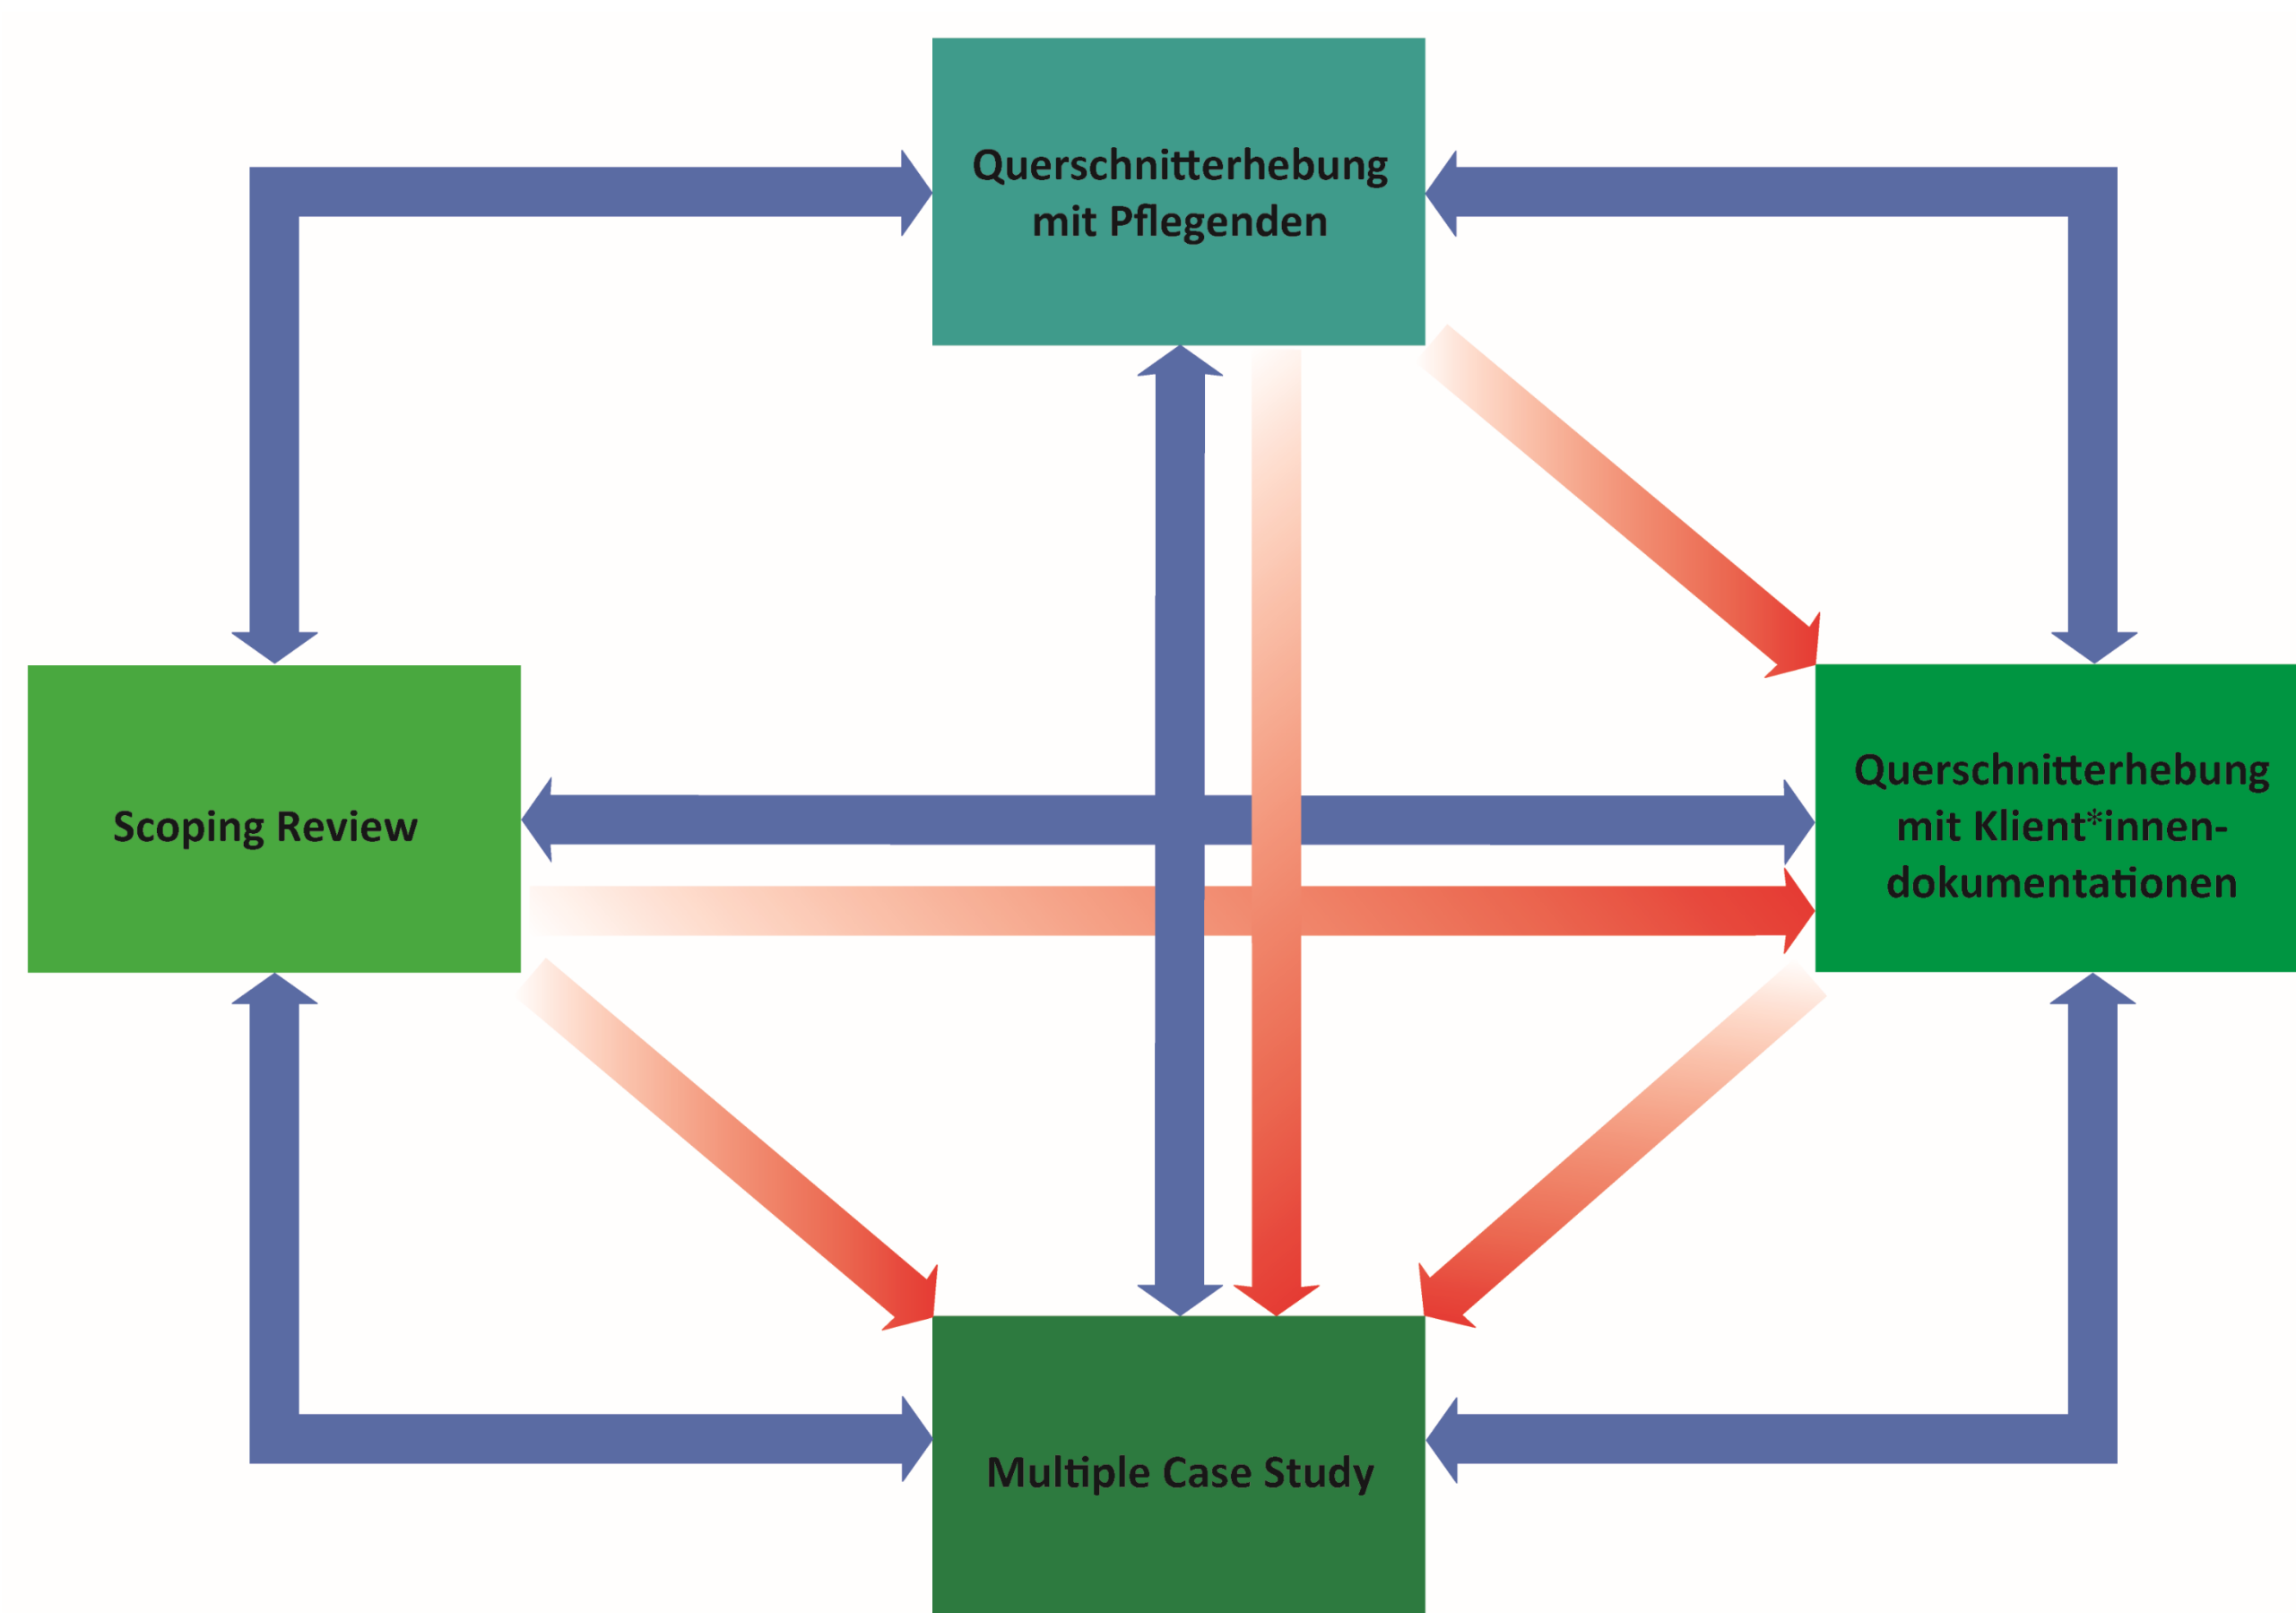 Querschnitterhebung
mit Pflegenden
Scoping Review
Querschnitterhebung
mit Klient*innen-
dokumentationen
Multiple Case Study